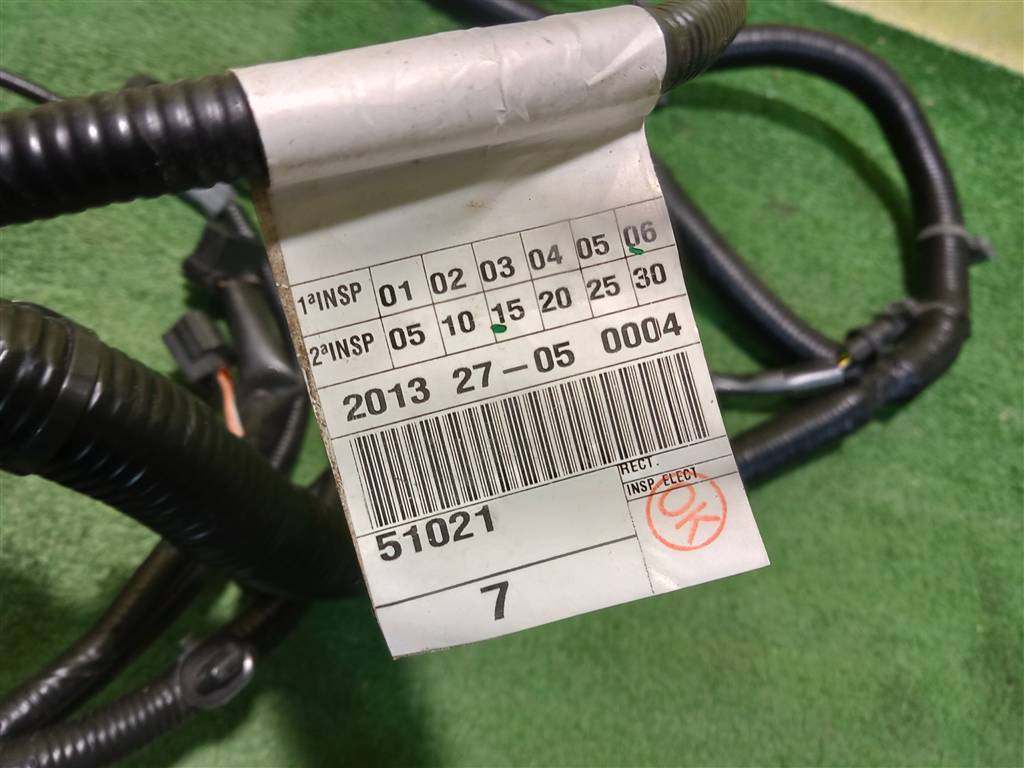 1ªINSP 01 02 03 04 05 06
2ªINSP 05 10 15 20 25 30
2013 27-05 0004
RECT.
INSP ELECT
OK
51021
7